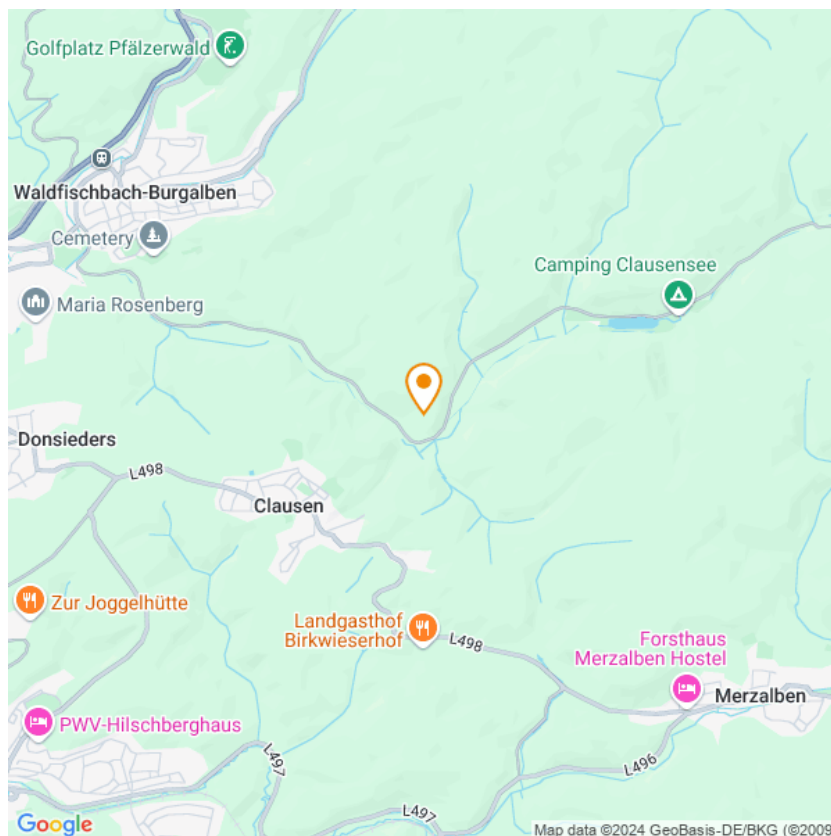 Golfplatz Pfälzerwald
Waldfischbach-Burgalben
Cemetery
Camping Clausensee
Maria Rosenberg
Donsieders
L498
Clausen
Zur Joggelhütte
Landgasthof
Birkwieserhof
L498
Forsthaus
Merzalben Hostel
Merzalben
PWV-Hilschberghaus
L497
L496
L497
Google
Map data ©2024 GeoBasis-DE/BKG (©2009